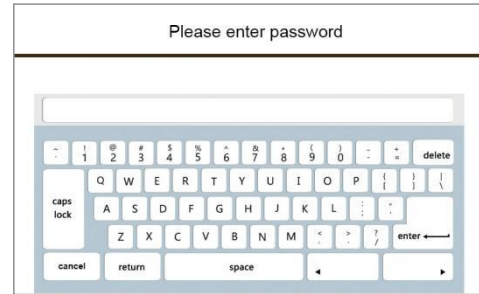 Please enter password
~ ! @ # $ % ^ & * ( ) - +
1 2 3 4 5 6 7 8 9 0 - = delete
Q W E R T Y U I O P { } |
[ ] \
caps lock
A S D F G H J K L : "
;
Z X C V B N M < > ? enter
/
cancel return space